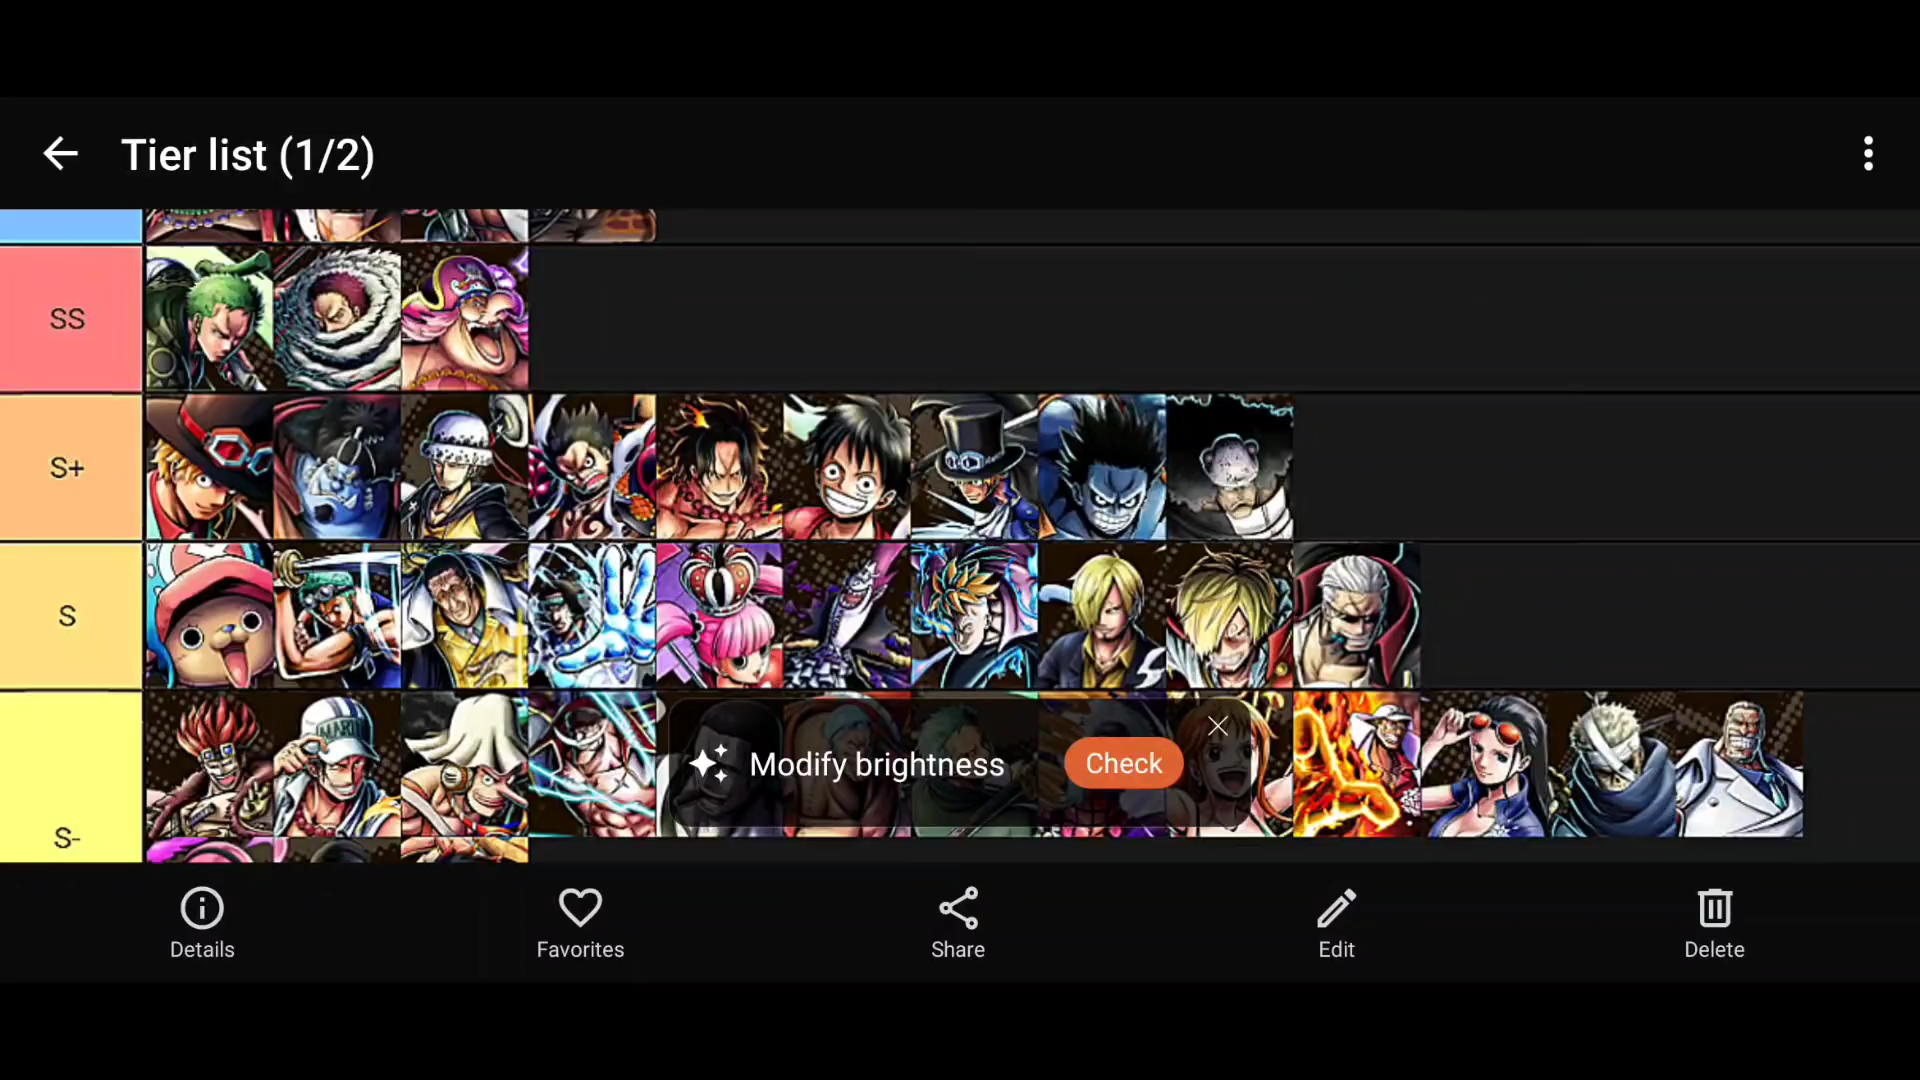 Tier list (1/2)
SS
S+
S
S-
Modify brightness
Check
Details
Favorites
Share
Edit
Delete